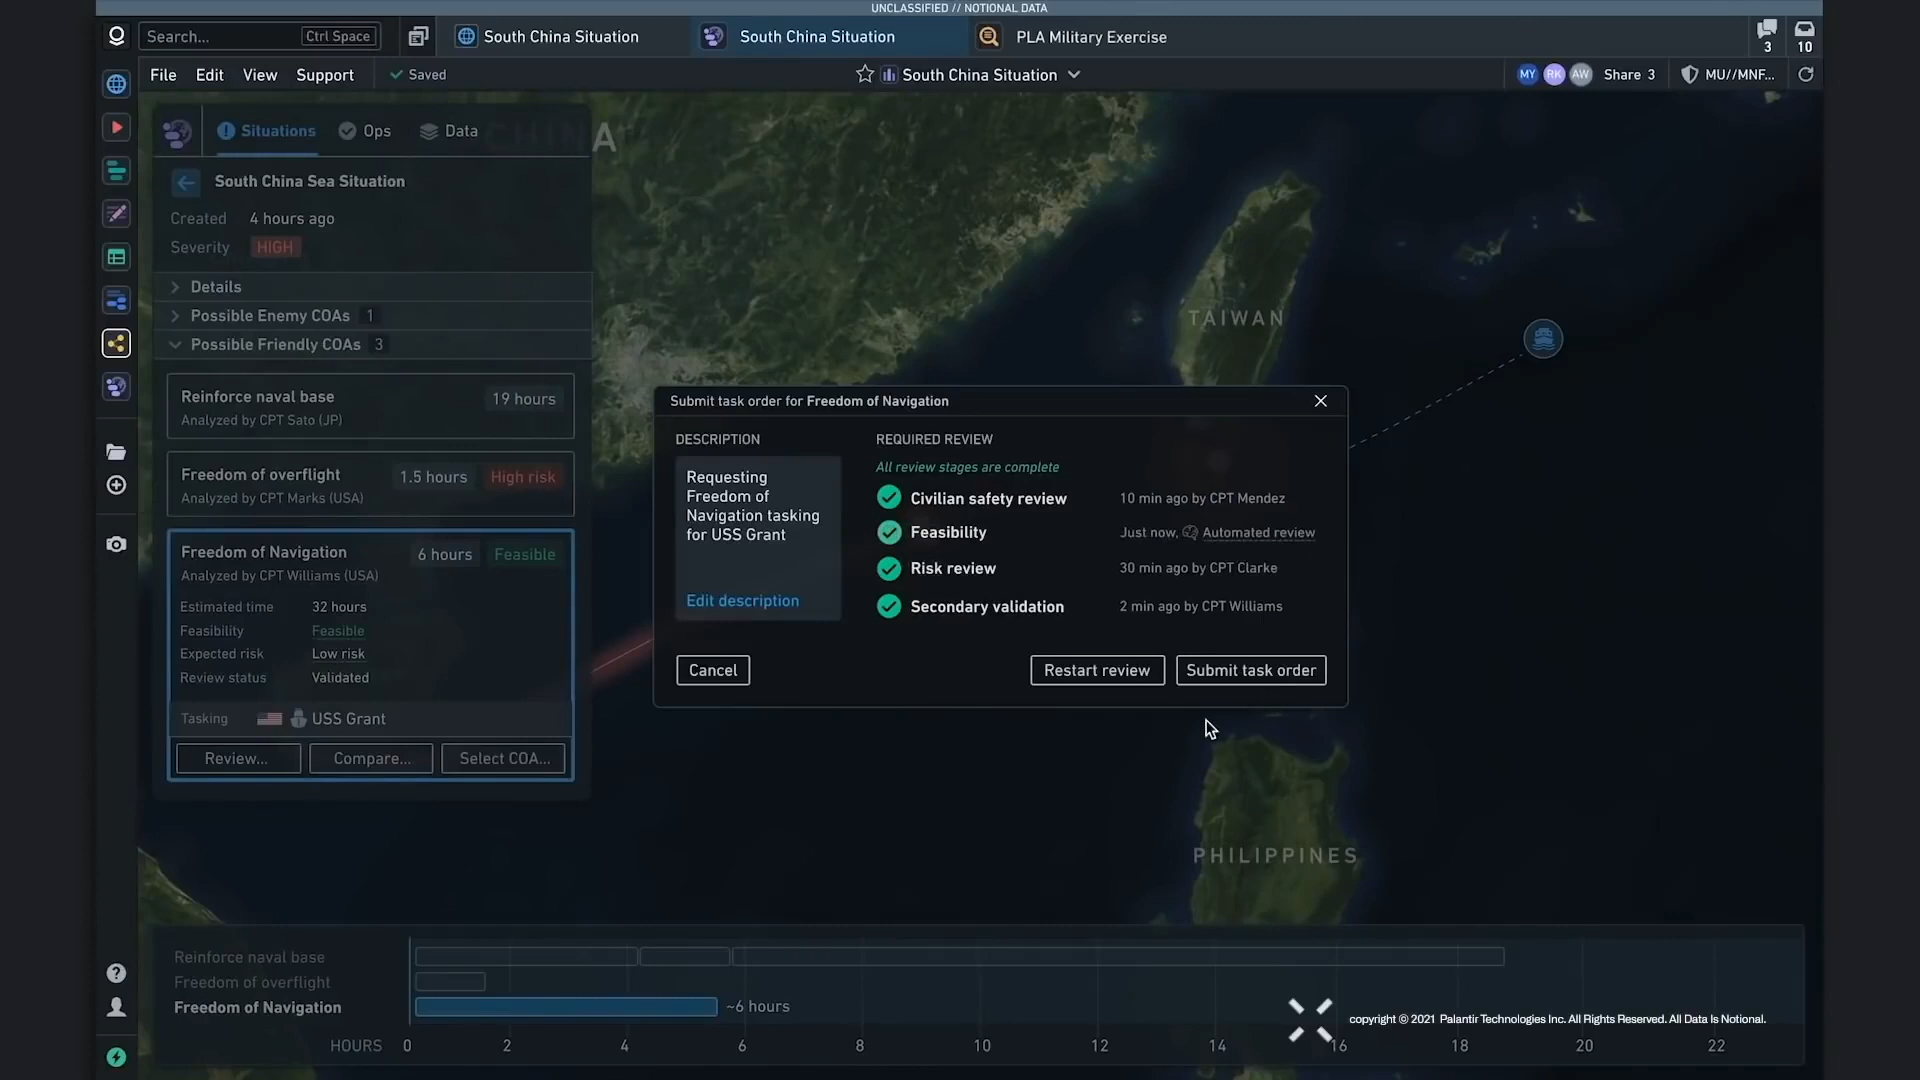 UNCLASSIFIED // NOTIONAL DATA
Search...
Ctrl Space
South China Situation
South China Situation
PLA Military Exercise
3
10
File
Edit
View
Support
Saved
South China Situation
MY
RK
AW
Share 3
MU//MNF...
Situations
Ops
Data
CHINA
South China Sea Situation
Created
4 hours ago
Severity
HIGH
Details
Possible Enemy COAs 1
Possible Friendly COAs 3
Reinforce naval base
19 hours
Analyzed by CPT Sato (JP)
Freedom of overflight
1.5 hours
High risk
Analyzed by CPT Marks (USA)
Freedom of Navigation
6 hours
Feasible
Analyzed by CPT Williams (USA)
Estimated time
32 hours
Feasibility
Feasible
Expected risk
Low risk
Review status
Validated
Tasking
USS Grant
Review...
Compare...
Select COA...
TAIWAN
Submit task order for Freedom of Navigation
DESCRIPTION
Requesting
Freedom of
Navigation tasking
for USS Grant
Edit description
REQUIRED REVIEW
All review stages are complete
Civilian safety review
10 min ago by CPT Mendez
Feasibility
Just now, Automated review
Risk review
30 min ago by CPT Clarke
Secondary validation
2 min ago by CPT Williams
Cancel
Restart review
Submit task order
PHILIPPINES
Reinforce naval base
Freedom of overflight
Freedom of Navigation
~6 hours
HOURS
0
2
4
6
8
10
12
14
16
18
20
22
copyright © 2021 Palantir Technologies Inc. All Rights Reserved. All Data Is Notional.